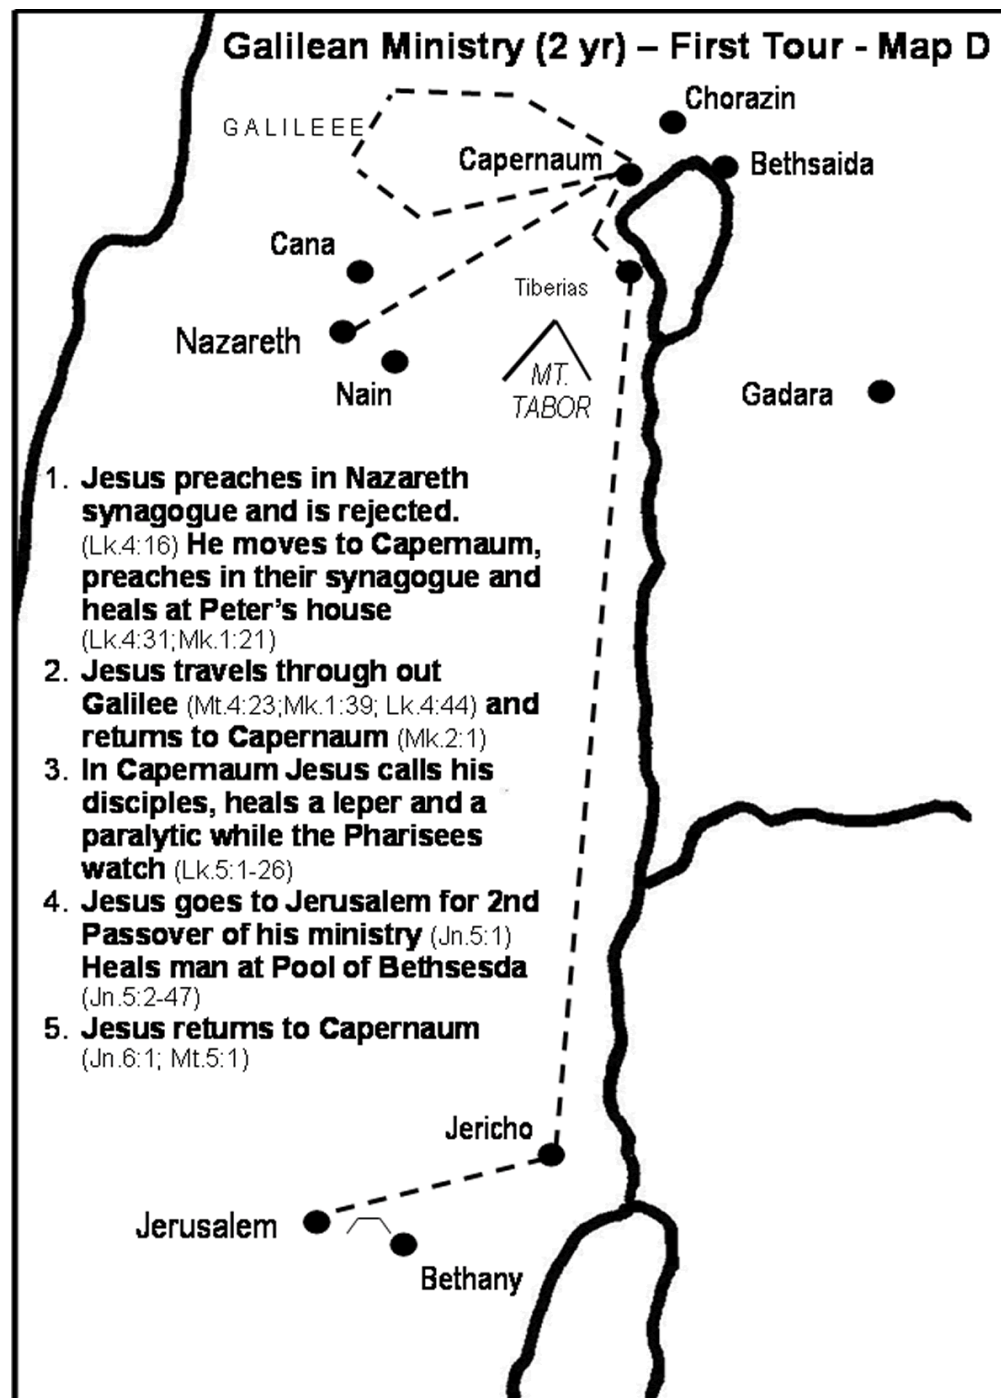 Galilean Ministry (2 yr) – First Tour - Map D
Chorazin
GALILEEE
Capernaum
Bethsaida
Cana
Tiberias
Nazareth
MT.
TABOR
Nain
Gadara
1. Jesus preaches in Nazareth
synagogue and is rejected.
(Lk.4:16) He moves to Capernaum,
preaches in their synagogue and
heals at Peter's house
(Lk.4:31;Mk.1:21)
2. Jesus travels through out
Galilee (Mt.4:23;Mk.1:39; Lk.4:44) and
returns to Capernaum (Mk.2:1)
3. In Capernaum Jesus calls his
disciples, heals a leper and a
paralytic while the Pharisees
watch (Lk.5:1-26)
4. Jesus goes to Jerusalem for 2nd
Passover of his ministry (Jn.5:1)
Heals man at Pool of Bethsesda
(Jn.5:2-47)
5. Jesus returns to Capernaum
(Jn.6:1; Mt.5:1)
Jericho
Jerusalem
Bethany